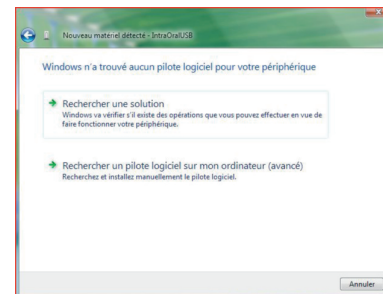 Nouveau matériel détecté - IntraOralUSB
Windows n'a trouvé aucun pilote logiciel pour votre périphérique
Rechercher une solution
Windows va vérifier s'il existe des opérations que vous pouvez effectuer en vue de
faire fonctionner votre périphérique.
Rechercher un pilote logiciel sur mon ordinateur (avancé)
Recherchez et installez manuellement le pilote logiciel.
Annuler